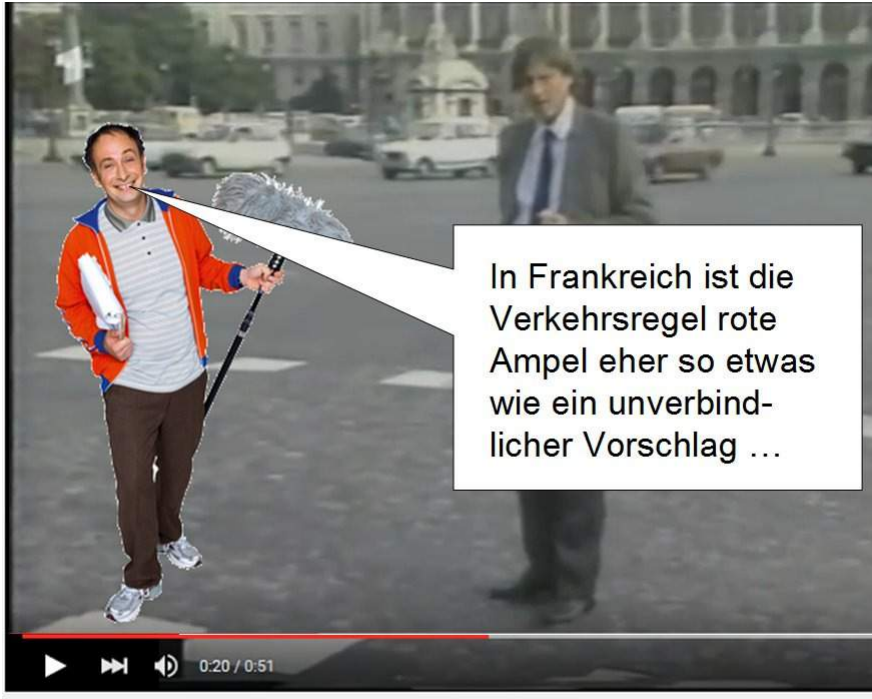 In Frankreich ist die
Verkehrsregel rote
Ampel eher so etwas
wie ein unverbind-
licher Vorschlag …
0:20 / 0:51